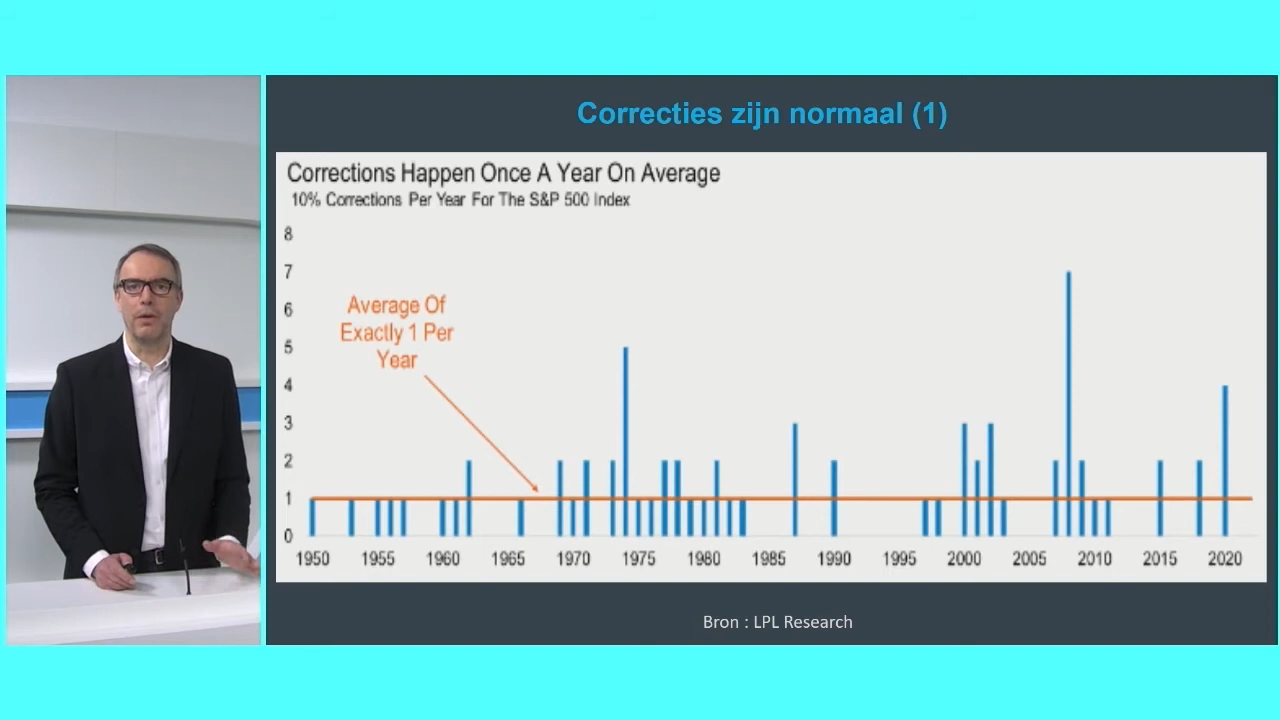 Correcties zijn normaal (1)
Corrections Happen Once A Year On Average
10% Corrections Per Year For The S&P 500 Index
8
7
6
5
4
3
2
1
0
Average Of
Exactly 1 Per
Year
1950 1955 1960 1965 1970 1975 1980 1985 1990 1995 2000 2005 2010 2015 2020
Bron : LPL Research